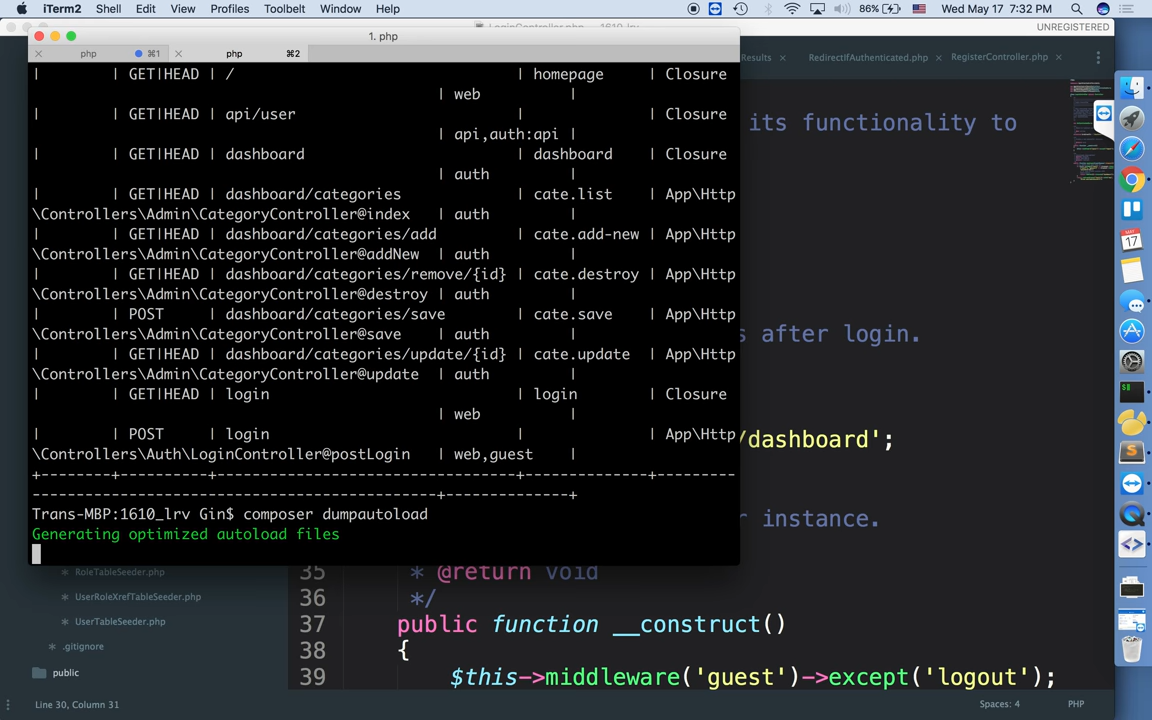 iTerm2 Shell Edit View Profiles Toolbelt Window Help 86% Wed May 17 7:32 PM
UNREGISTERED
1. php
php ⌘1 php ⌘2
Results RedirectIfAuthenticated.php RegisterController.php
| | GET|HEAD | / | homepage | Closure
| web |
| | GET|HEAD | api/user | | Closure
| api,auth:api |
| | GET|HEAD | dashboard | dashboard | Closure
| auth |
| | GET|HEAD | dashboard/categories | cate.list | App\Http
\Controllers\Admin\CategoryController@index | auth |
| | GET|HEAD | dashboard/categories/add | cate.add-new | App\Http
\Controllers\Admin\CategoryController@addNew | auth |
| | GET|HEAD | dashboard/categories/remove/{id} | cate.destroy | App\Http
\Controllers\Admin\CategoryController@destroy | auth |
| | POST | dashboard/categories/save | cate.save | App\Http
\Controllers\Admin\CategoryController@save | auth |
| | GET|HEAD | dashboard/categories/update/{id} | cate.update | App\Http
\Controllers\Admin\CategoryController@update | auth |
| | GET|HEAD | login | login | Closure
| web |
| | POST | login | | App\Http
\Controllers\Auth\LoginController@postLogin | web,guest |
+--------+----------+----------------------------------+--------------+---------
-----------------------------------------+--------------+
Trans-MBP:1610_lrv Gin$ composer dumpautoload
Generating optimized autoload files
its functionality to
s after login.
/dashboard';
r instance.
RoleTableSeeder.php
UserRoleXrefTableSeeder.php
UserTableSeeder.php
.gitignore
public
35 * @return void
36 */
37 public function __construct()
38 {
39 $this->middleware('guest')->except('logout');
Line 30, Column 31 Spaces: 4 PHP